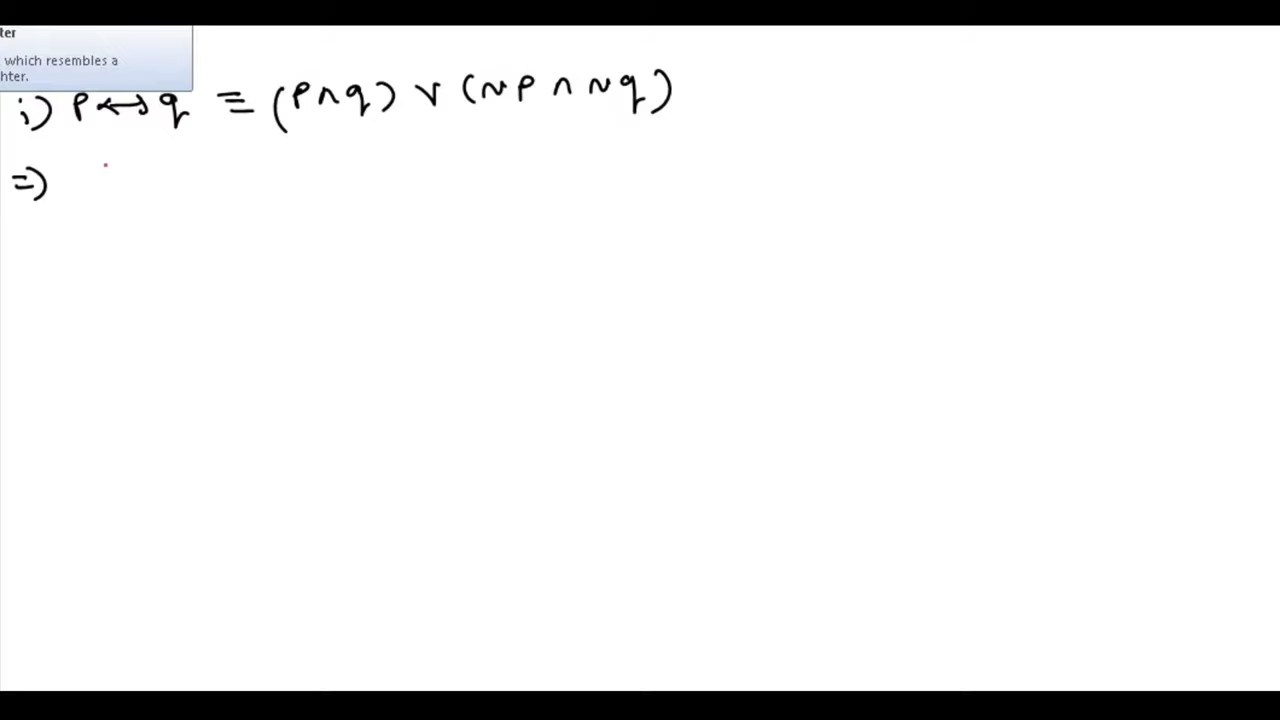 ter
which resembles a
hter.
i) p ↔ q ≡ (p ∧ q) ∨ (~p ∧ ~q)
⇒)